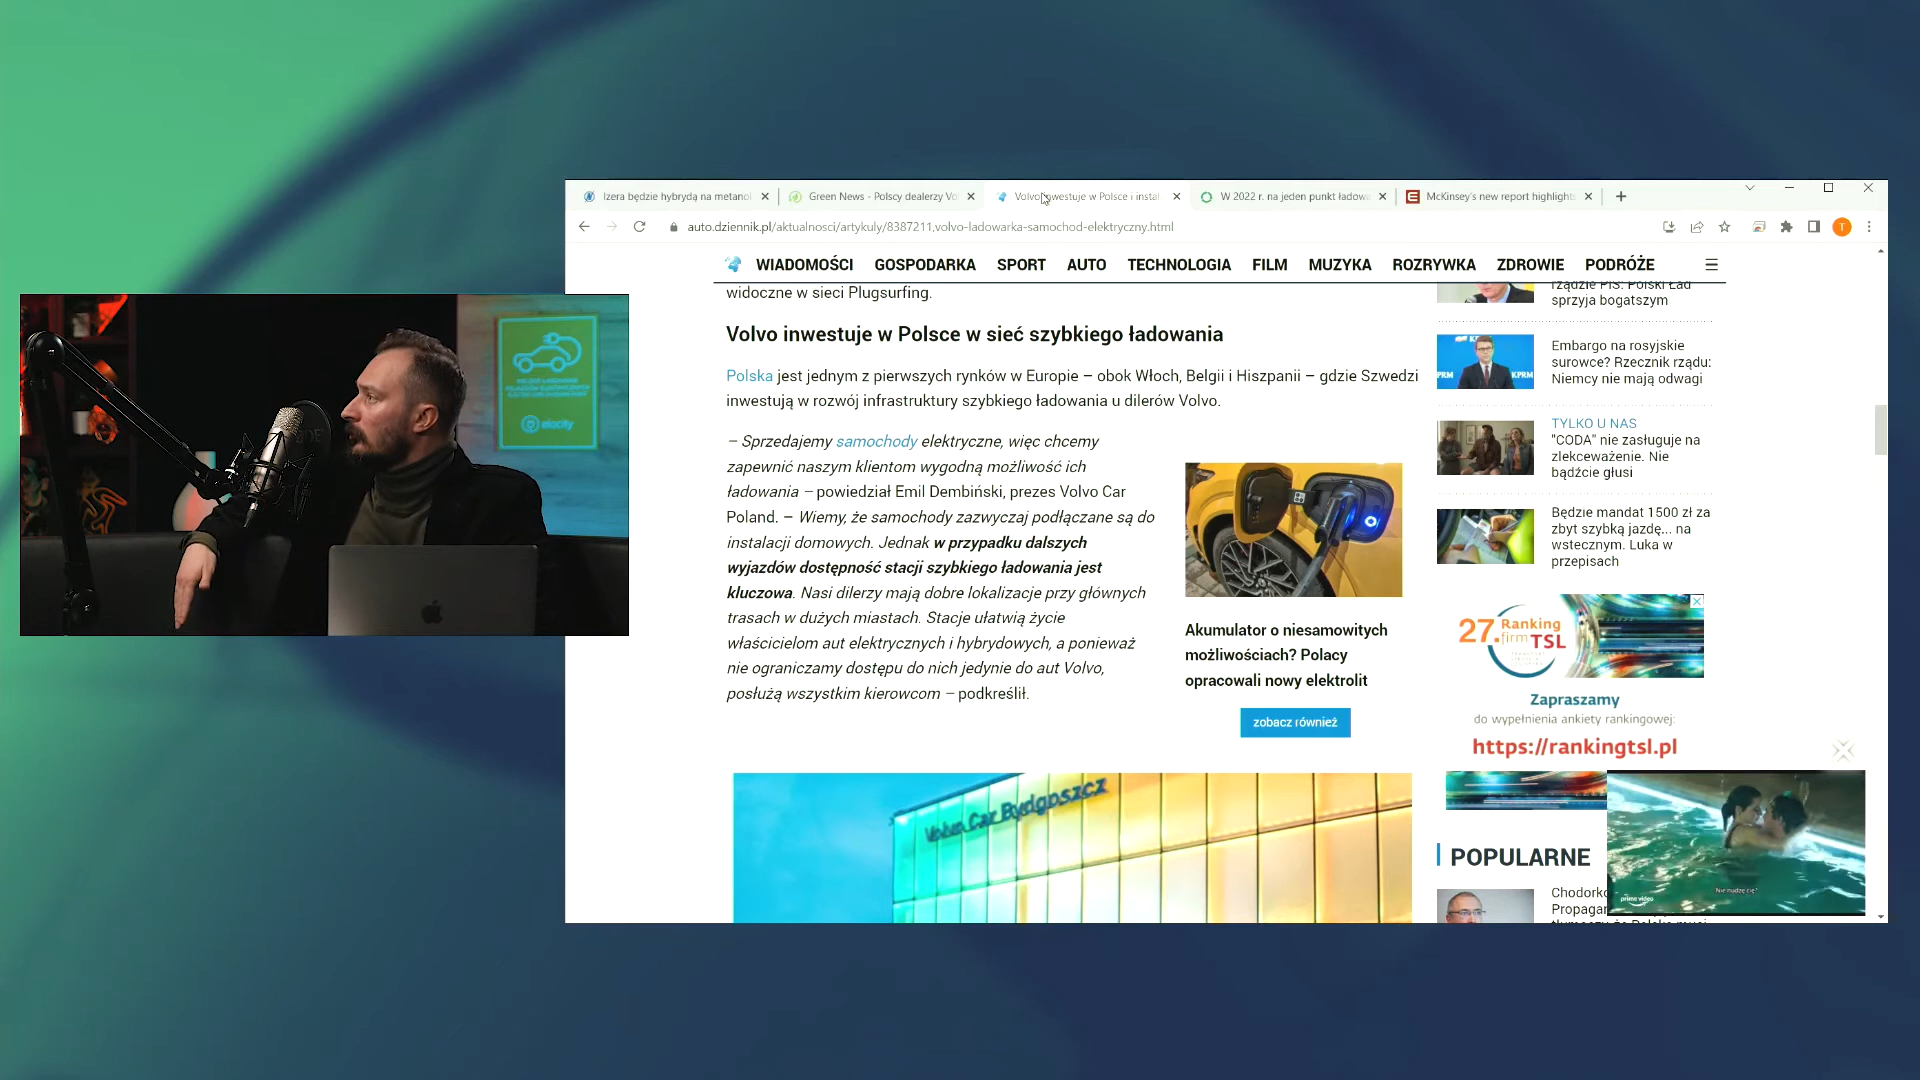 Izera będzie hybrydą na metanol
Green News - Polscy dealerzy Vol
Volvo inwestuje w Polsce i instal
W 2022 r. na jeden punkt ładowa
McKinsey's new report highlights
auto.dziennik.pl/aktualnosci/artykuly/8387211,volvo-ladowarka-samochod-elektryczny.html
T
WIADOMOŚCI GOSPODARKA SPORT AUTO TECHNOLOGIA FILM MUZYKA ROZRYWKA ZDROWIE PODRÓŻE
widoczne w sieci Plugsurfing.
Volvo inwestuje w Polsce w sieć szybkiego ładowania
Polska jest jednym z pierwszych rynków w Europie – obok Włoch, Belgii i Hiszpanii – gdzie Szwedzi
inwestują w rozwój infrastruktury szybkiego ładowania u dilerów Volvo.
– Sprzedajemy samochody elektryczne, więc chcemy
zapewnić naszym klientom wygodną możliwość ich
ładowania – powiedział Emil Dembiński, prezes Volvo Car
Poland. – Wiemy, że samochody zazwyczaj podłączane są do
instalacji domowych. Jednak w przypadku dalszych
wyjazdów dostępność stacji szybkiego ładowania jest
kluczowa. Nasi dilerzy mają dobre lokalizacje przy głównych
trasach w dużych miastach. Stacje ułatwią życie
właścicielom aut elektrycznych i hybrydowych, a ponieważ
nie ograniczamy dostępu do nich jedynie do aut Volvo,
posłużą wszystkim kierowcom – podkreślił.
Akumulator o niesamowitych
możliwościach? Polacy
opracowali nowy elektrolit
zobacz również
Volvo Car Bydgoszcz
rządzie PiS: Polski Ład
sprzyja bogatszym
KPRM
Embargo na rosyjskie
surowce? Rzecznik rządu:
Niemcy nie mają odwagi
TYLKO U NAS
"CODA" nie zasługuje na
zlekceważenie. Nie
bądźcie głusi
Będzie mandat 1500 zł za
zbyt szybką jazdę... na
wstecznym. Luka w
przepisach
27. Ranking
firm TSL
Zapraszamy
do wypełnienia ankiety rankingowej:
https://rankingtsl.pl
POPULARNE
Chodorko
Propagan
Nie nudzę cię?
prime video
elocity